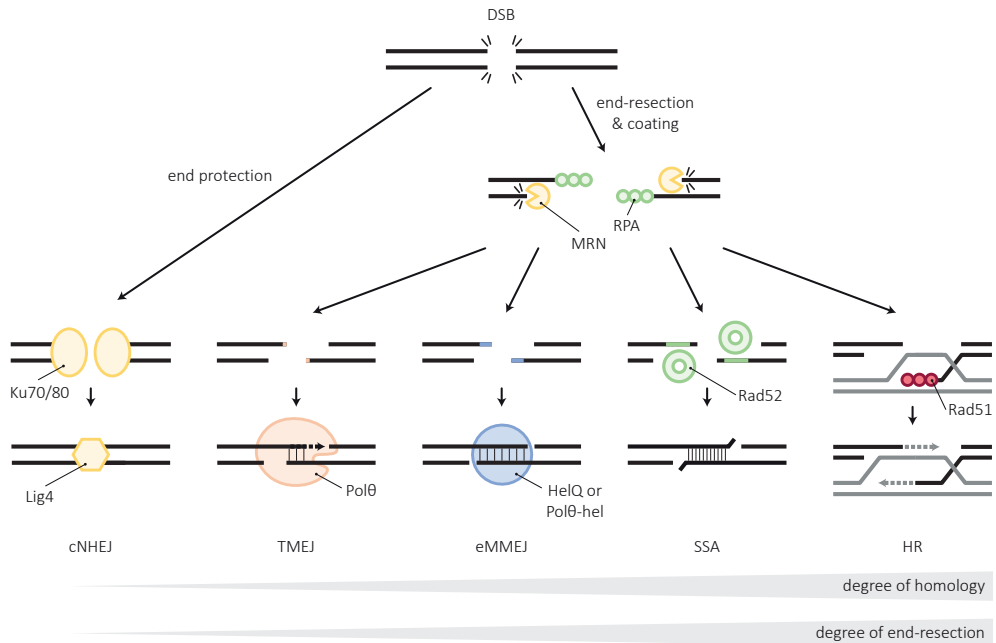 DSB
end-resection
& coating
end protection
RPA
MRN
Ku70/80
Rad52
Rad51
Lig4
Polθ
HelQ or
Polθ-hel
cNHEJ
TMEJ
eMMEJ
SSA
HR
degree of homology
degree of end-resection